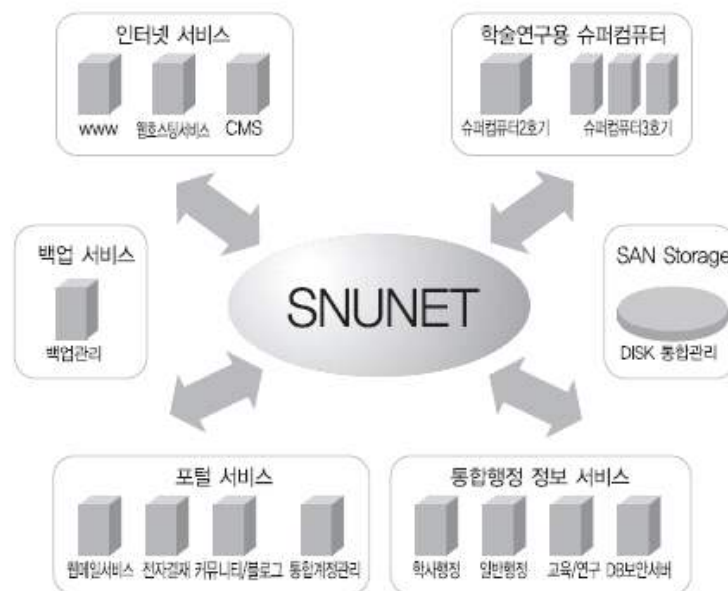 인터넷 서비스
www 웹호스팅서비스 CMS
학술연구용 슈퍼컴퓨터
슈퍼컴퓨터2호기 슈퍼컴퓨터3호기
백업 서비스
백업관리
SNUNET
SAN Storage
DISK 통합관리
포털 서비스
웹메일서비스 전자결재 커뮤니티/블로그 통합계정관리
통합행정 정보 서비스
학사행정 일반행정 교육/연구 DB보안서버